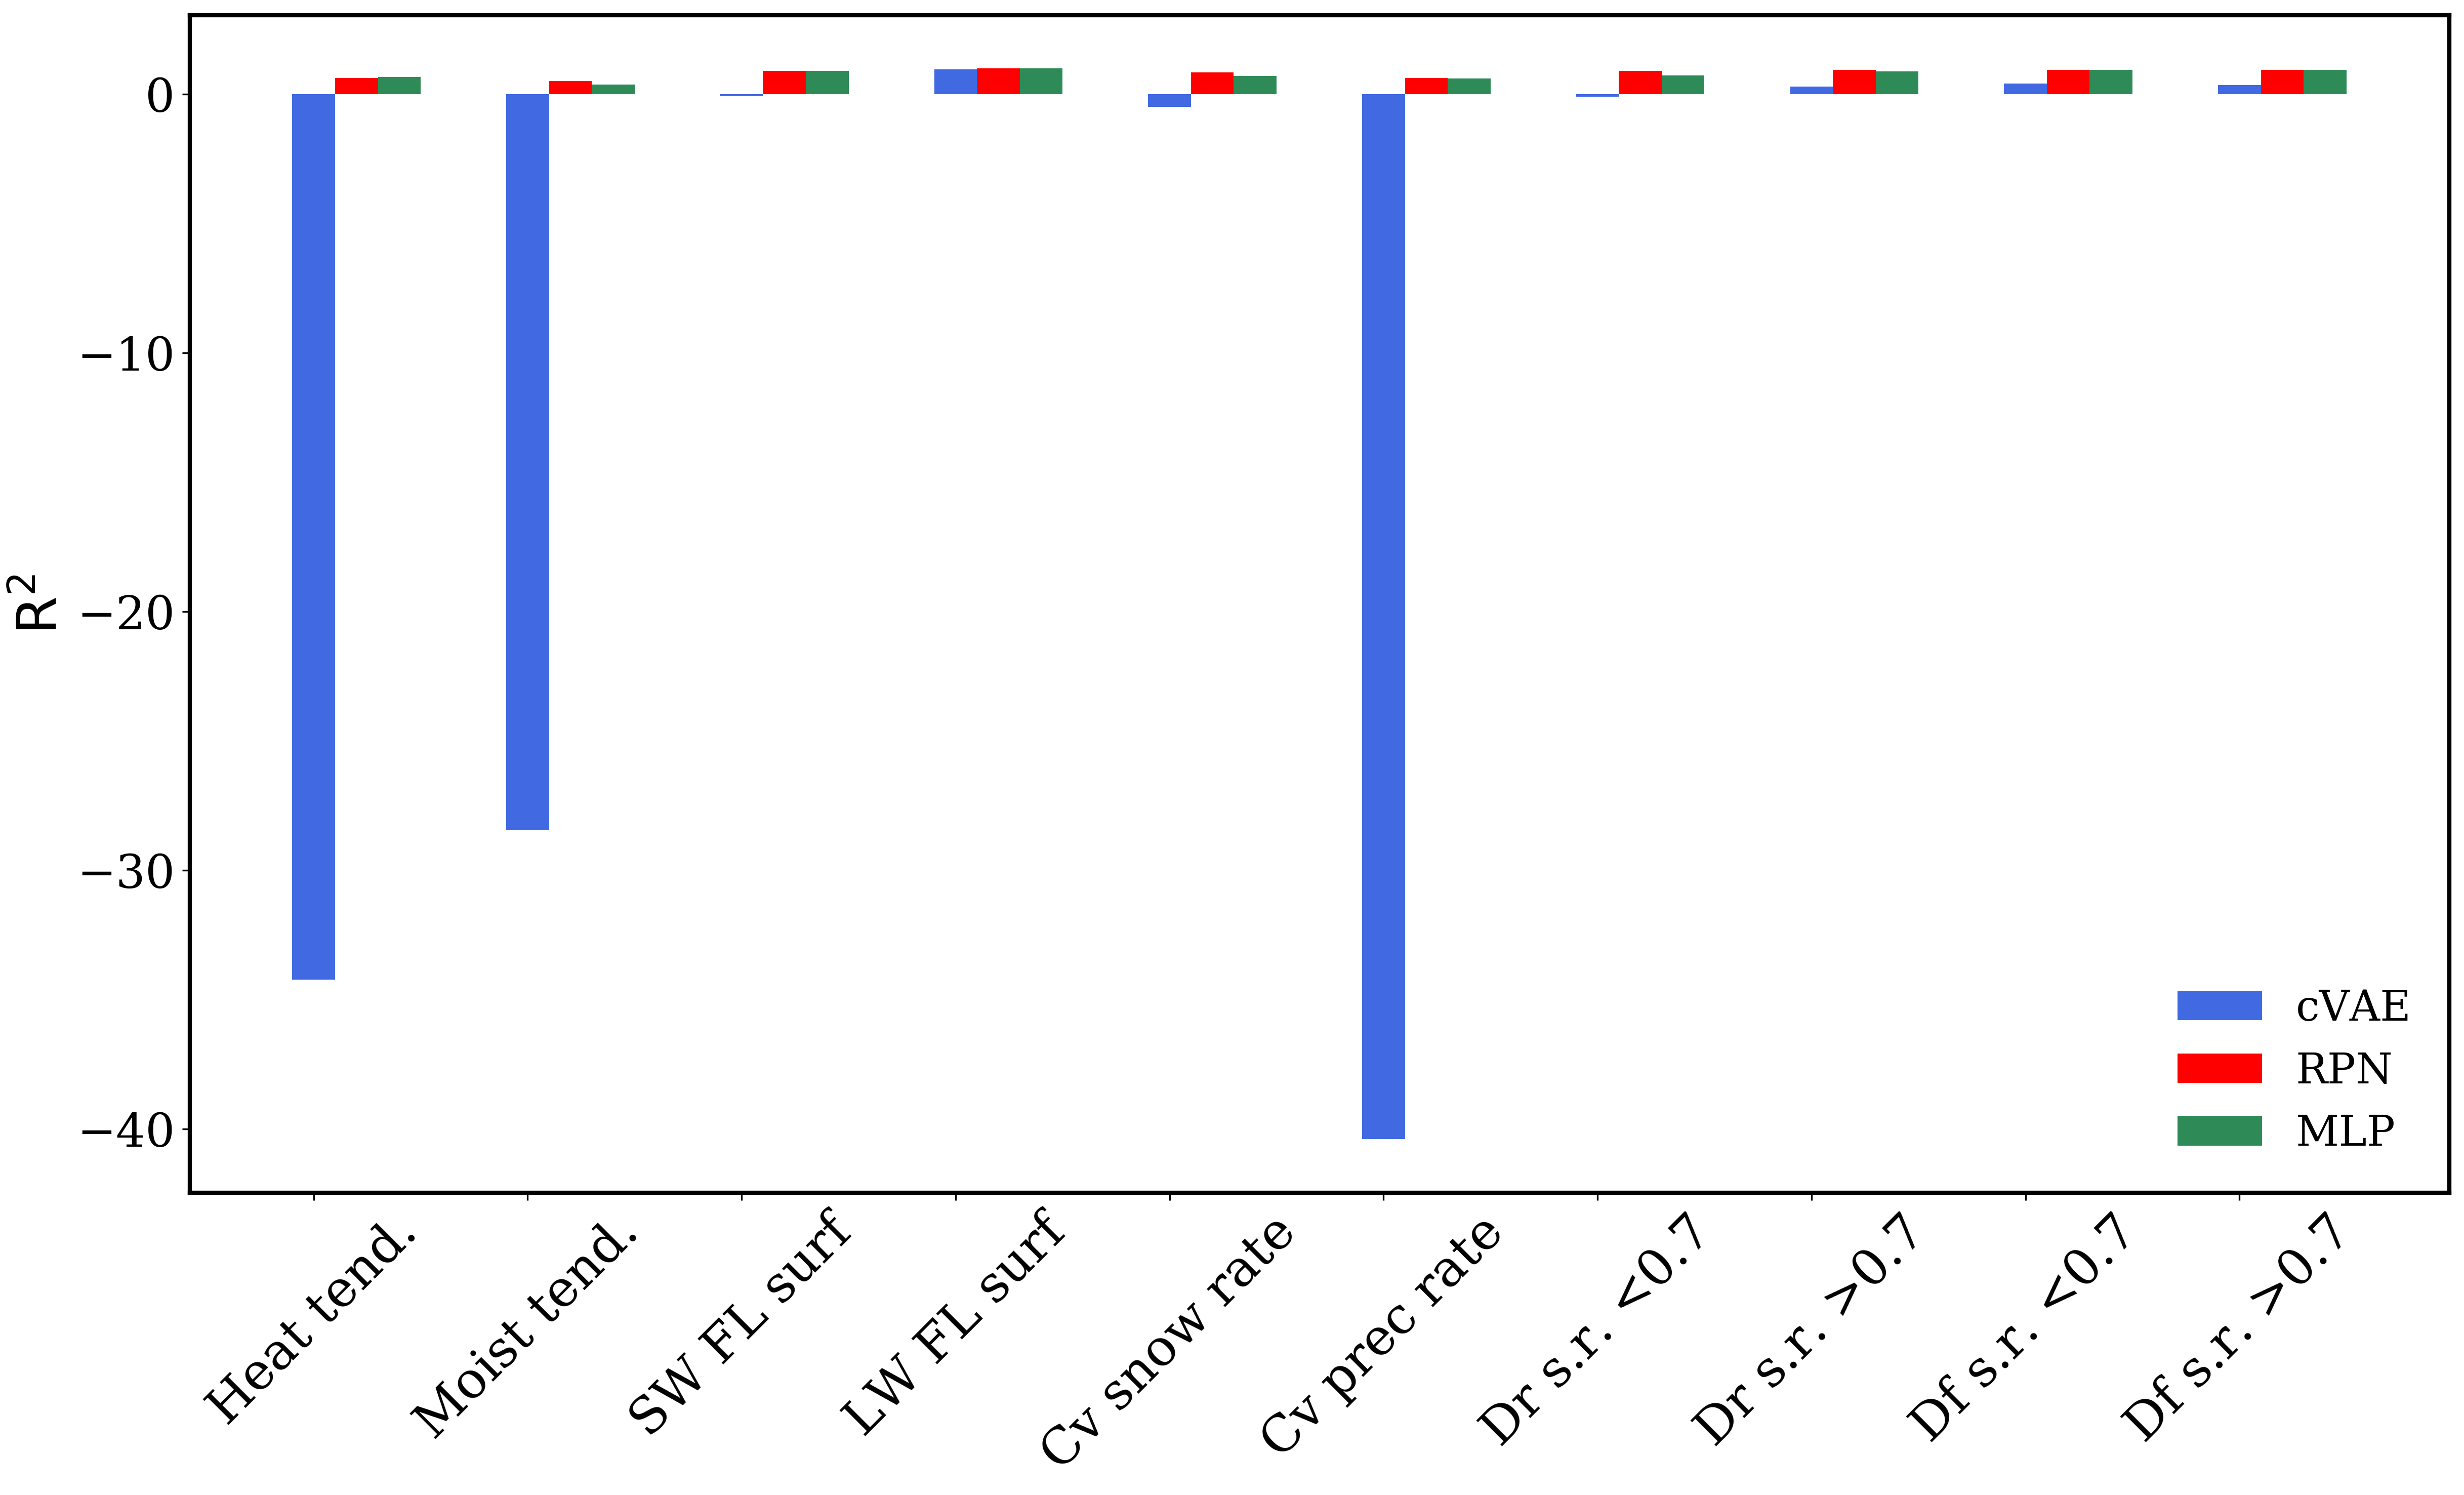 R²
0
−10
−20
−30
−40
Heat tend.
Moist tend.
SW FL surf
LW FL surf
Cv snow rate
Cv prec rate
Dr s.r. <0.7
Dr s.r. >0.7
Df s.r. <0.7
Df s.r. >0.7
cVAE
RPN
MLP